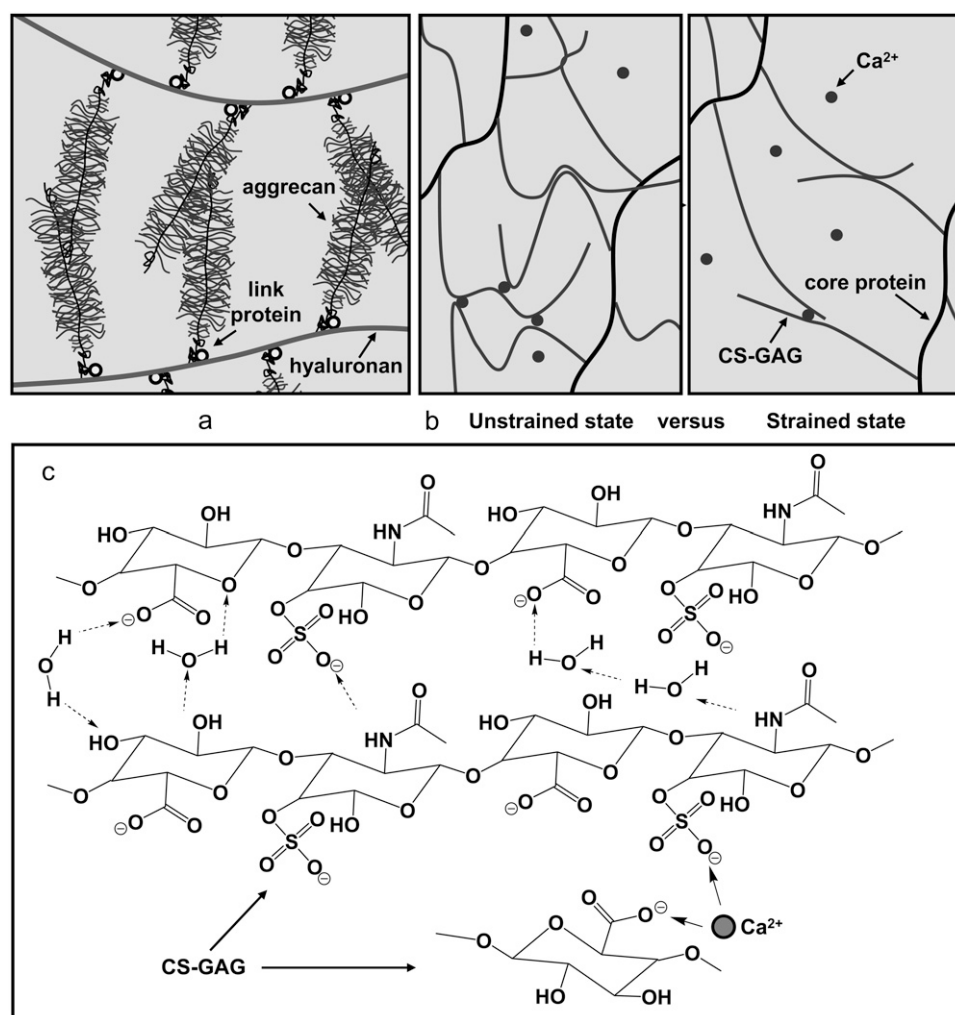 aggrecan
link
protein
hyaluronan
a
Ca²⁺
core protein
CS-GAG
b Unstrained state versus Strained state
c
O
OH
HO
HN
O
O
OH
HO
HN
O
O
O
O
O
O
O
O
O
O
O
⊖O
O
O
HO
⊖O
O
O
HO
H
O
S
O
O
O⊖
H
O
H
O
S
O
O
O⊖
H
O
H
H
O
H
H
HO
OH
HN
O
HO
OH
HN
O
O
O
O
O
O
O
O
O
O
⊖O
O
O
HO
⊖O
O
O
HO
O
S
O
O
O⊖
O
S
O
O
O⊖
O
O⊖
Ca²⁺
O
O
O
HO
OH
CS-GAG